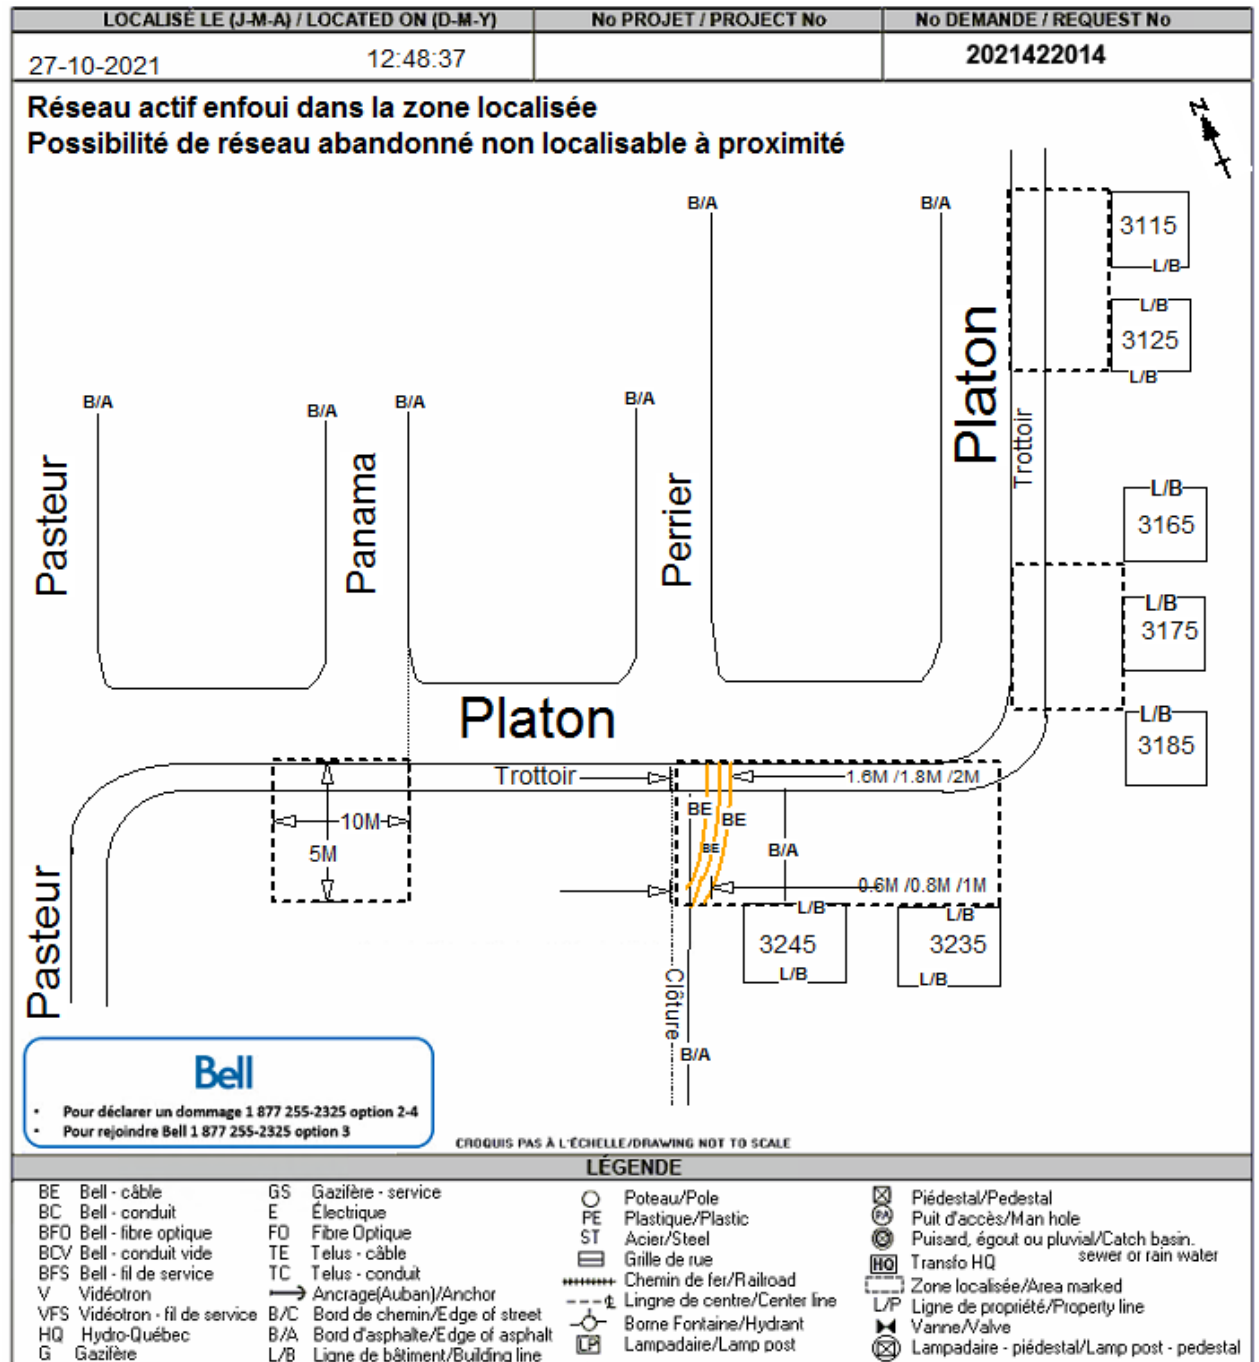 LOCALISÉ LE (J-M-A) / LOCATED ON (D-M-Y)
No PROJET / PROJECT No
No DEMANDE / REQUEST No
27-10-2021
12:48:37
2021422014
Réseau actif enfoui dans la zone localisée
Possibilité de réseau abandonné non localisable à proximité
N
B/A
B/A
3115
L/B
L/B
3125
L/B
Platon
Trottoir
B/A
B/A
B/A
B/A
Pasteur
Panama
Perrier
L/B
3165
L/B
3175
L/B
3185
Platon
Trottoir
1.6M /1.8M /2M
10M
5M
BE
BE
BE
B/A
0.6M /0.8M /1M
L/B
3245
L/B
L/B
3235
L/B
Pasteur
Clôture
B/A
Bell
• Pour déclarer un dommage 1 877 255-2325 option 2-4
• Pour rejoindre Bell 1 877 255-2325 option 3
CROQUIS PAS À L'ÉCHELLE/DRAWING NOT TO SCALE
LÉGENDE
BE Bell - câble
BC Bell - conduit
BFO Bell - fibre optique
BCV Bell - conduit vide
BFS Bell - fil de service
V Vidéotron
VFS Vidéotron - fil de service
HQ Hydro-Québec
G Gazifère
GS Gazifère - service
E Électrique
FO Fibre Optique
TE Telus - câble
TC Telus - conduit
Ancrage(Auban)/Anchor
B/C Bord de chemin/Edge of street
B/A Bord d'asphalte/Edge of asphalt
L/B Ligne de bâtiment/Building line
Poteau/Pole
PE Plastique/Plastic
ST Acier/Steel
Grille de rue
Chemin de fer/Railroad
Lingne de centre/Center line
Borne Fontaine/Hydrant
LP Lampadaire/Lamp post
Piédestal/Pedestal
PA Puit d'accès/Man hole
Puisard, égout ou pluvial/Catch basin.
sewer or rain water
HQ Transfo HQ
Zone localisée/Area marked
L/P Ligne de propriété/Property line
Vanne/Valve
Lampadaire - piédestal/Lamp post - pedestal